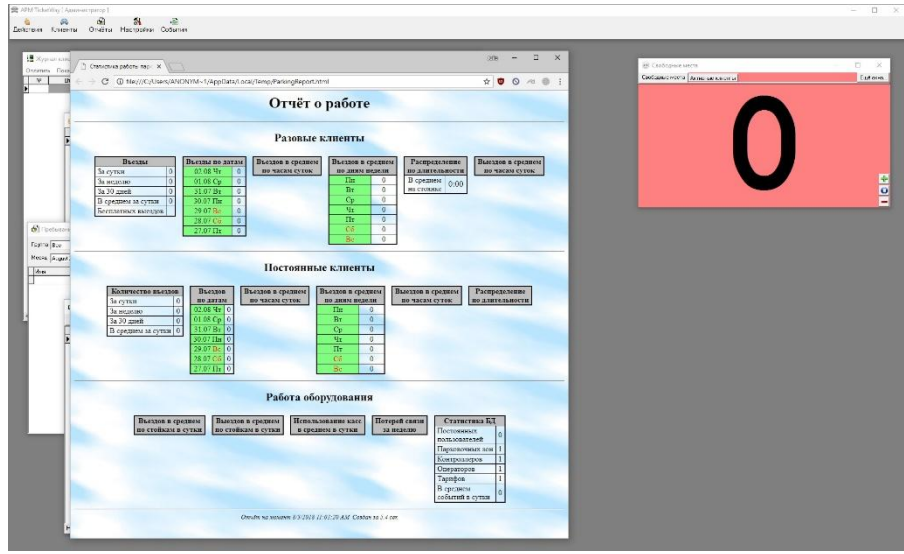 АРМ TicketWay [Администратор ]
Действия Клиенты Отчёты Настройки События
Статистика работы пар
file:///C:/Users/ANONYM~1/AppData/Local/Temp/ParkingReport.html
Отчёт о работе
Разовые клиенты
Въезды
За сутки 0
За неделю 0
За 30 дней 0
В среднем за сутки 0
Бесплатных выездов
Въезды по датам
02.08 Чт 0
01.08 Ср 0
31.07 Вт 0
30.07 Пн 0
29.07 Вс 0
28.07 Сб 0
27.07 Пт 0
Въездов в среднем
по часам суток
Въездов в среднем
по дням недели
Пн 0
Вт 0
Ср 0
Чт 0
Пт 0
Сб 0
Вс 0
Распределение
по длительности
В среднем
на стоянке 0:00
Выездов в среднем
по часам суток
Постоянные клиенты
Количество въездов
За сутки 0
За неделю 0
За 30 дней 0
В среднем за сутки 0
Въездов
по датам
02.08 Чт 0
01.08 Ср 0
31.07 Вт 0
30.07 Пн 0
29.07 Вс 0
28.07 Сб 0
27.07 Пт 0
Въездов в среднем
по часам суток
Въездов в среднем
по дням недели
Пн 0
Вт 0
Ср 0
Чт 0
Пт 0
Сб 0
Вс 0
Выездов в среднем
по часам суток
Распределение
по длительности
Работа оборудования
Въездов в среднем
по стойкам в сутки
Выездов в среднем
по стойкам в сутки
Использование касс
в среднем в сутки
Потерей связи
за неделю
Статистика БД
Постоянных
пользователей 0
Парковочных зон 1
Контроллеров 1
Операторов 1
Тарифов 1
В среднем
событий в сутки 0
Свободные места
Свободные места
0
Группа Все
Месяц August
Имя